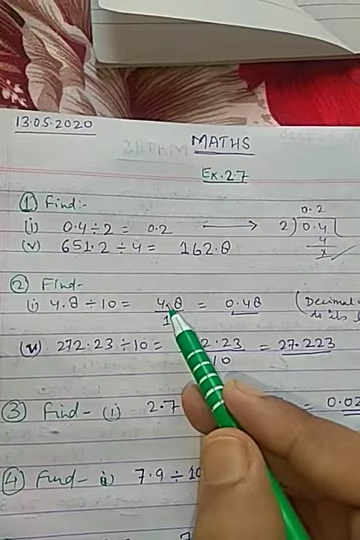 13.05.2020
MATHS
Ex. 2.7
① Find:-
(i) 0.4 ÷ 2 = 0.2 → 0.2
2) 0.4 (
4
x
(v) 651.2 ÷ 4 = 162.8
② Find-
(i) 4.8 ÷ 10 = 4.8 = 0.48 (Decimal
(v) 272.23 ÷ 10 = 2.23 = 27.223
10
③ Find- (i) 2.7 = 0.02
④ Find- (i) 7.9 ÷ 10